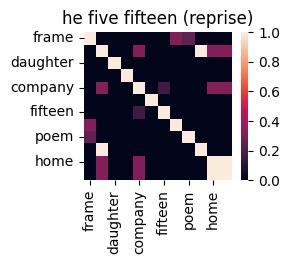 he five fifteen (reprise)
frame
daughter
company
fifteen
poem
home
1.0
0.8
0.6
0.4
0.2
0.0
frame
daughter
company
fifteen
poem
home